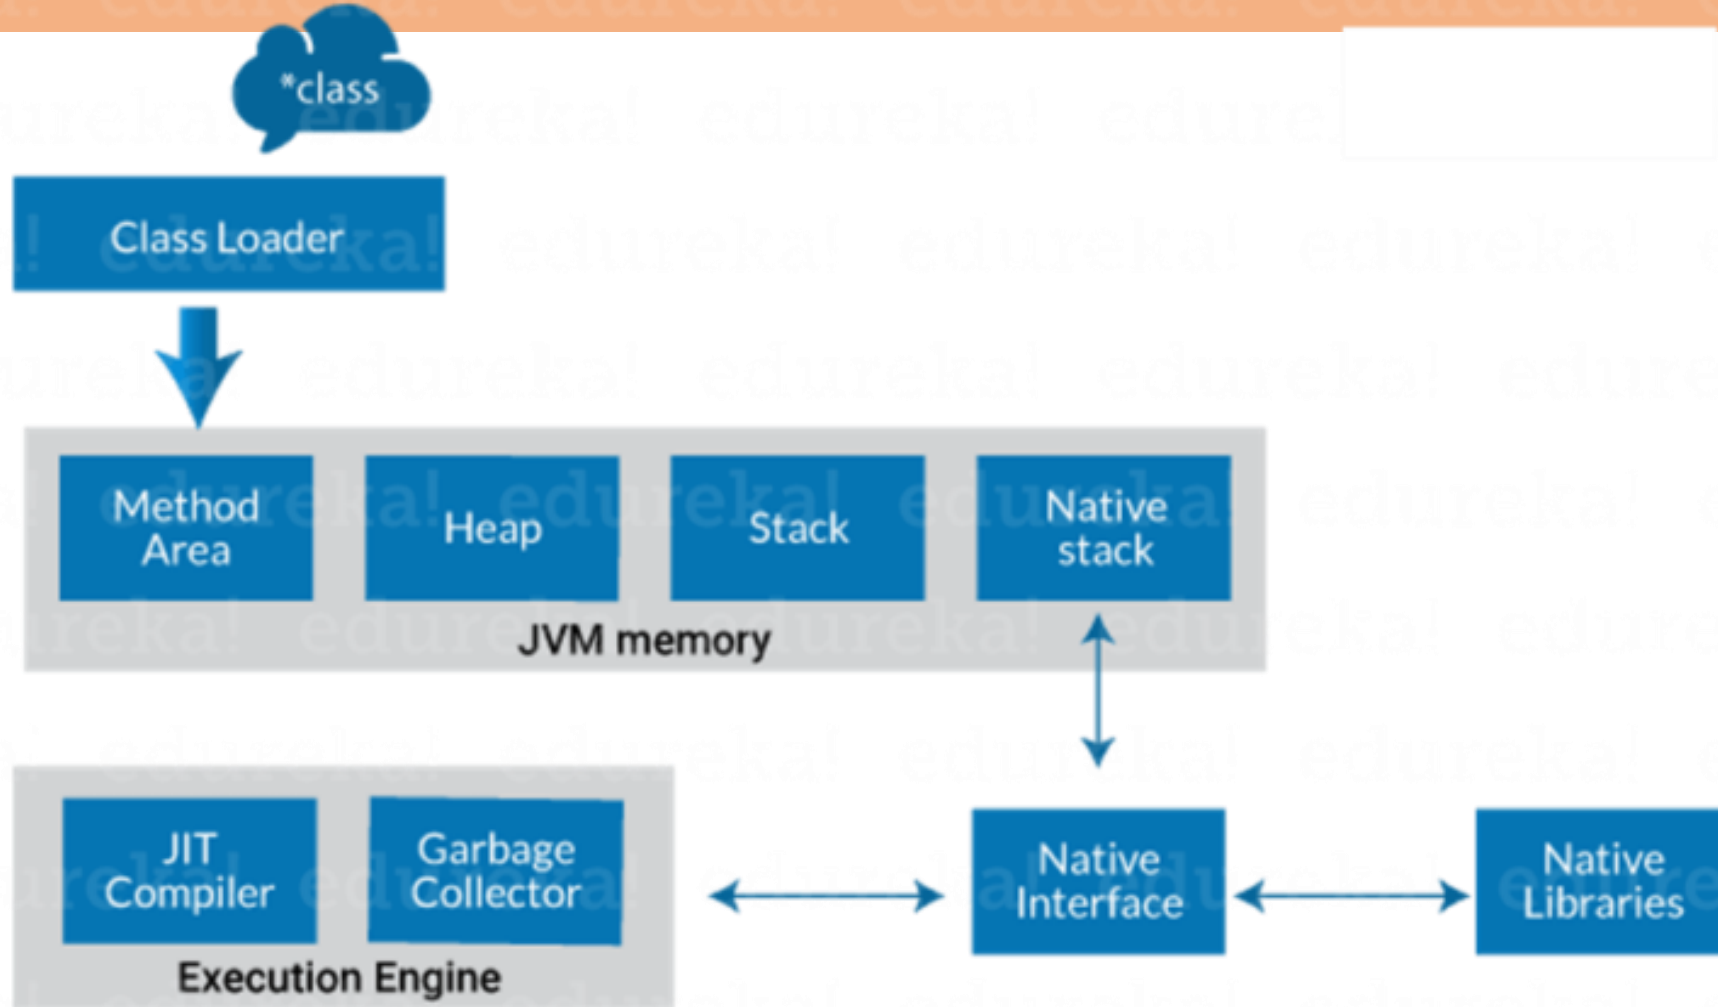 *class
Class Loader
Method
Area
Heap
Stack
Native
stack
JVM memory
JIT
Compiler
Garbage
Collector
Execution Engine
Native
Interface
Native
Libraries
edureka!